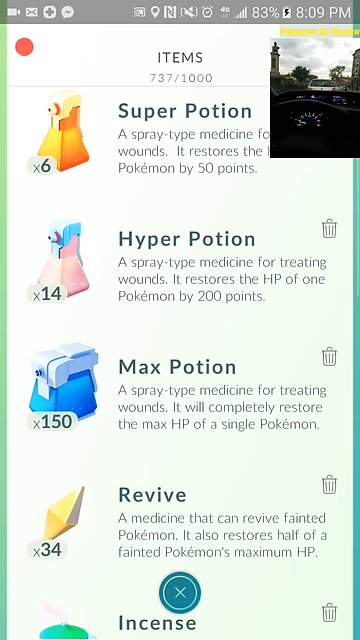 83% 8:09 PM
ITEMS
737/1000
Super Potion
A spray-type medicine fo
wounds. It restores the
Pokémon by 50 points.
x6
Hyper Potion
A spray-type medicine for treating
wounds. It restores the HP of one
Pokémon by 200 points.
x14
Max Potion
A spray-type medicine for treating
wounds. It will completely restore
the max HP of a single Pokémon.
x150
Revive
A medicine that can revive fainted
Pokémon. It also restores half of a
fainted Pokémon's maximum HP.
x34
Incense